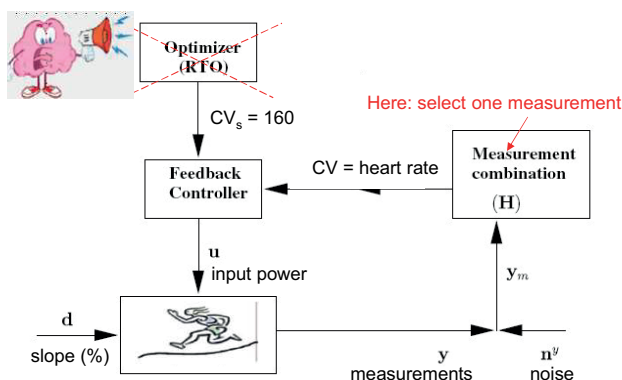 Optimizer
(RTO)
Here: select one measurement
CVs = 160
Feedback
Controller
CV = heart rate
Measurement
combination
(H)
u
input power
ym
d
slope (%)
y
measurements
n^y
noise